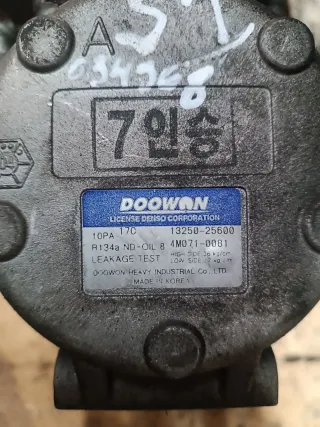 A
7인승
DOOWON
LICENSE DENSO CORPORATION
10PA 17C 13250-25600
R134a ND-OIL 8 4M071-0081
LEAKAGE TEST
DOOWON HEAVY INDUSTRIAL Co., LTD.
MADE IN KOREA